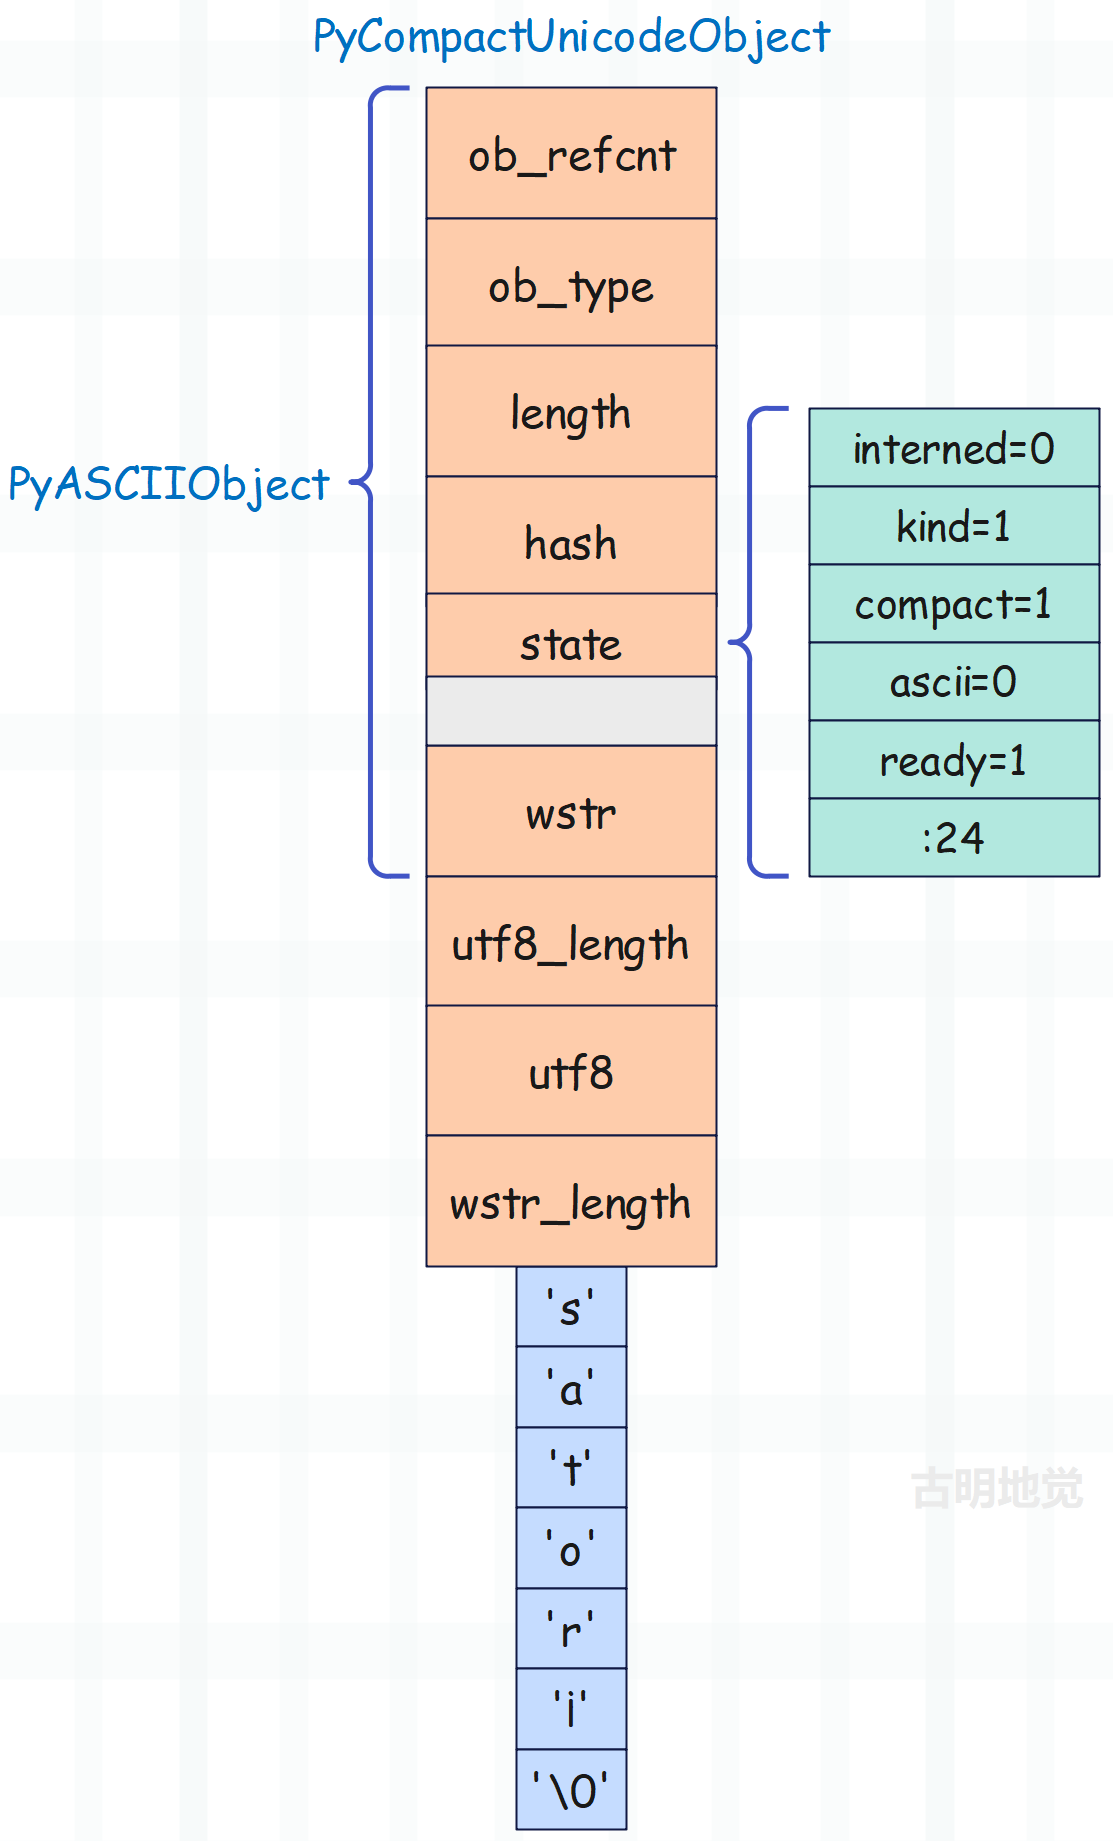 PyCompactUnicodeObject
ob_refcnt
ob_type
length
hash
state
wstr
utf8_length
utf8
wstr_length
PyASCIIObject
interned=0
kind=1
compact=1
ascii=0
ready=1
:24
's'
'a'
't'
'o'
'r'
'i'
'\0'
古明地觉